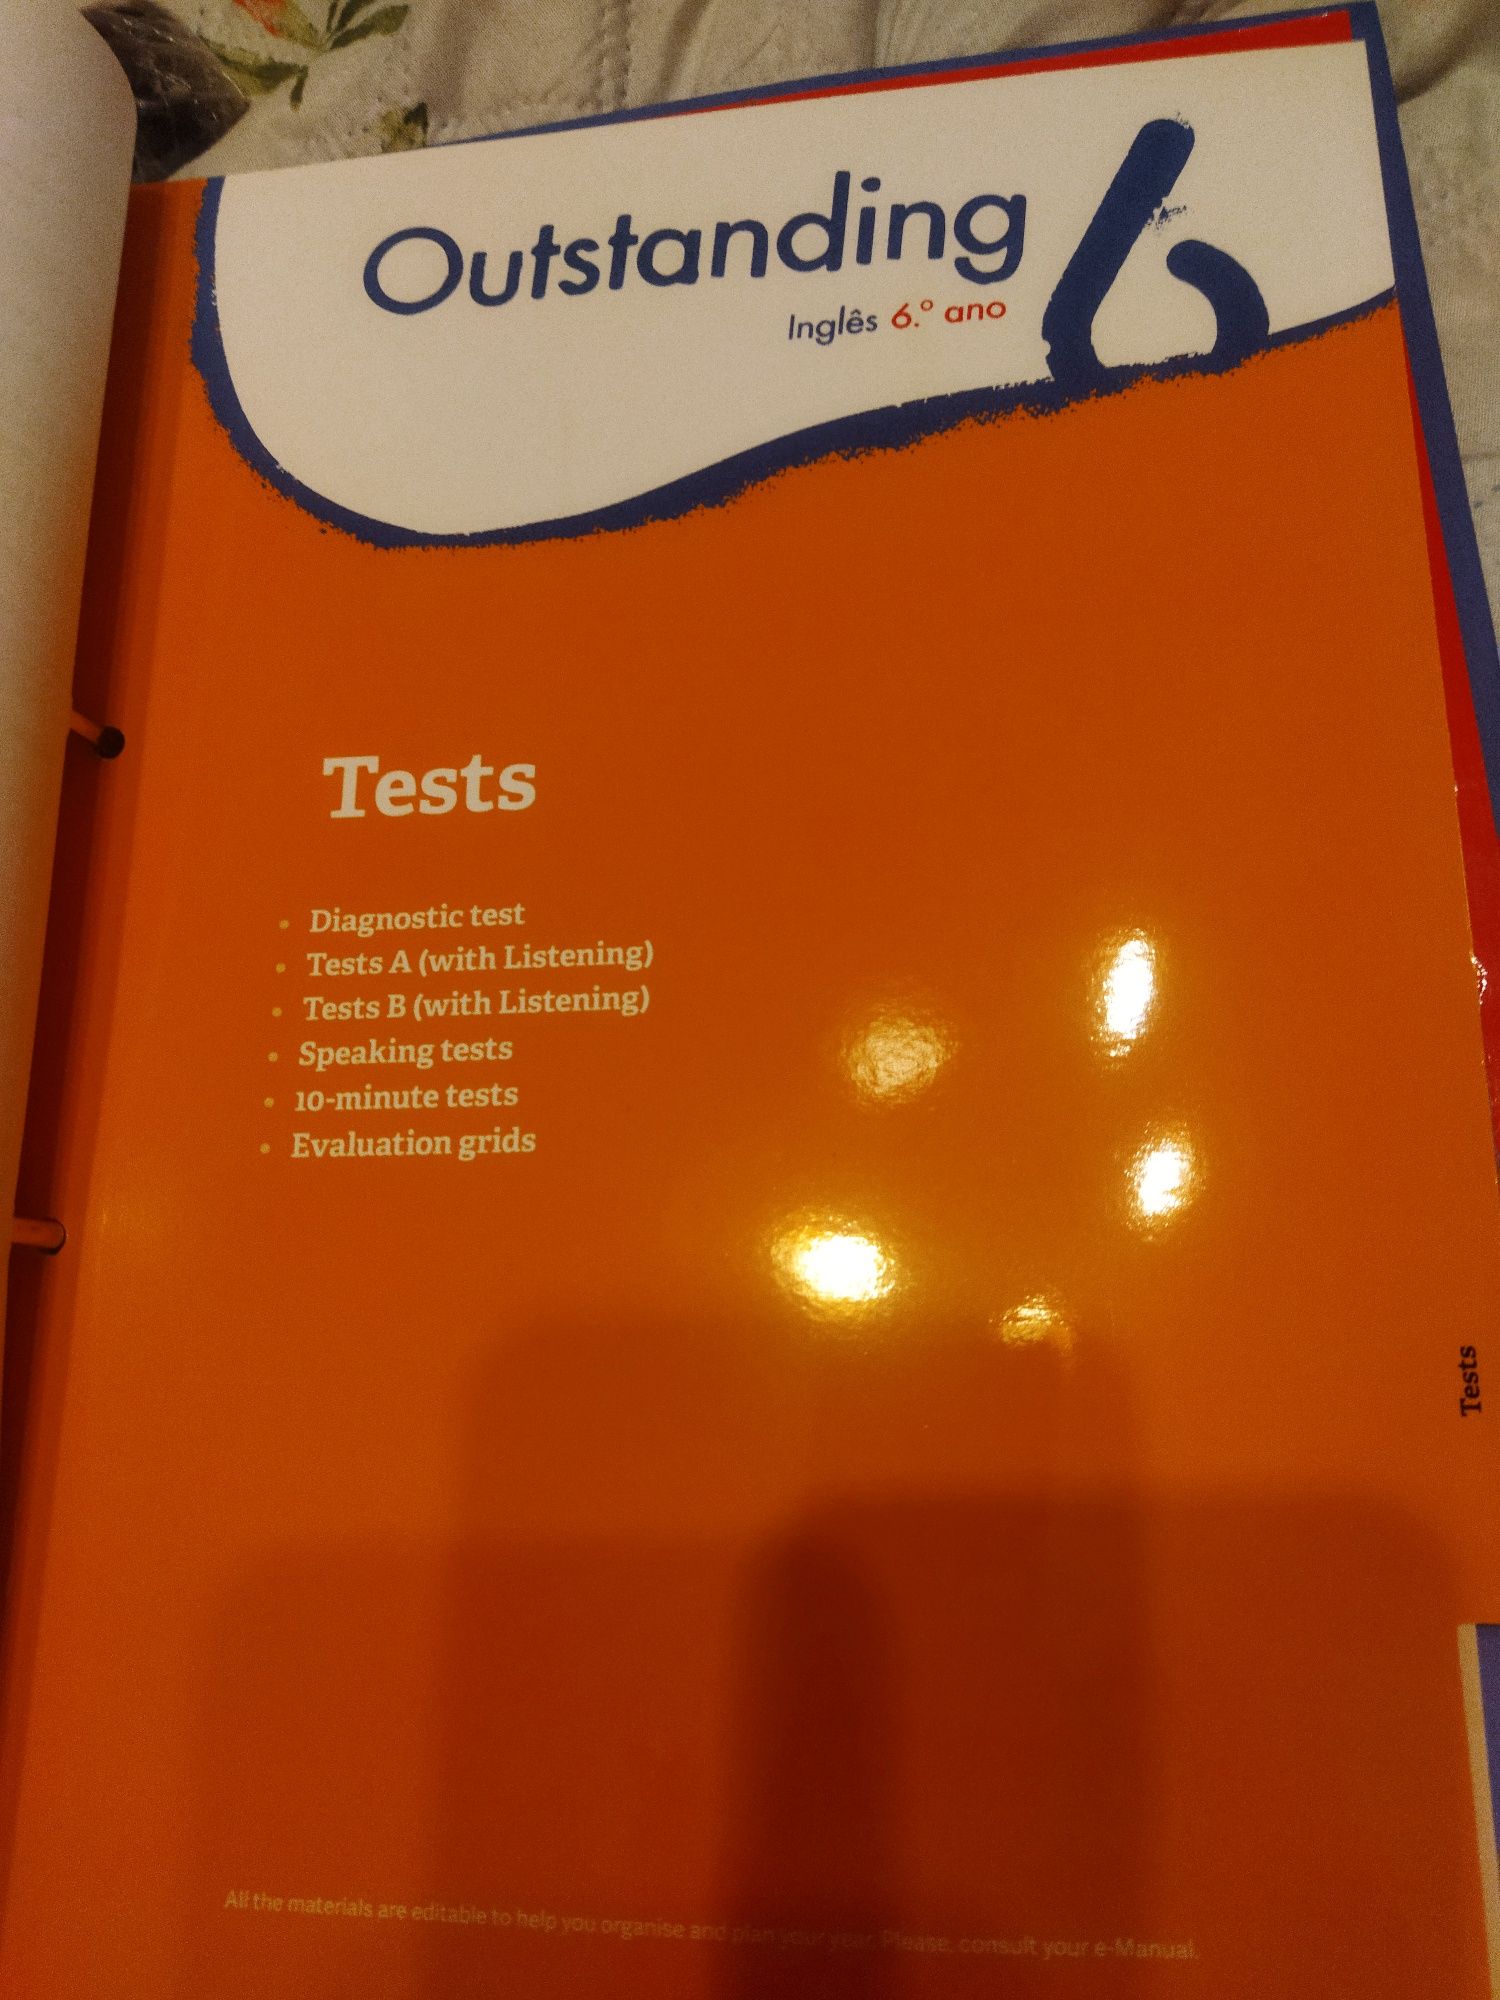 Outstanding 6
Inglês 6.º ano
Tests
• Diagnostic test
• Tests A (with Listening)
• Tests B (with Listening)
• Speaking tests
• 10-minute tests
• Evaluation grids
Tests
All the materials are editable to help you organise and plan your year. Please, consult your e-Manual.